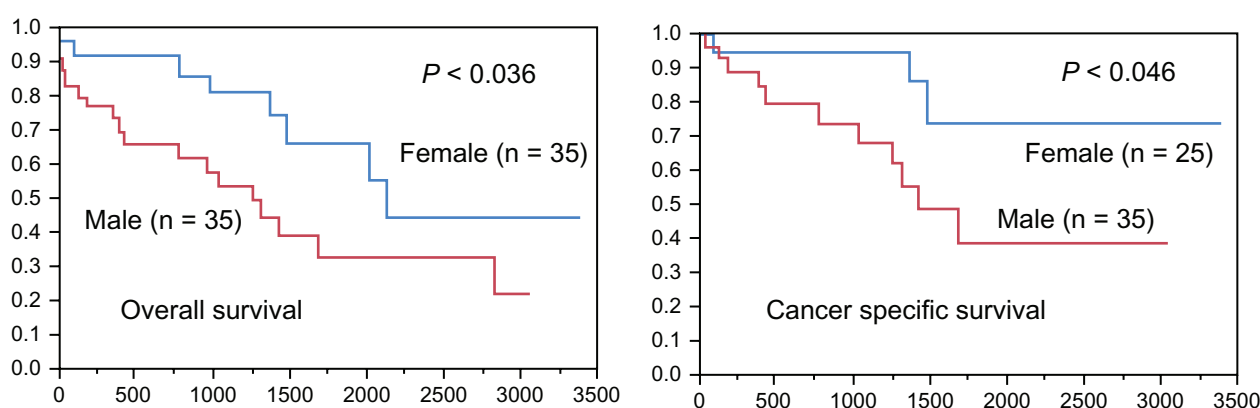 1.0
0.9
0.8
0.7
0.6
0.5
0.4
0.3
0.2
0.1
0.0
P < 0.036
Female (n = 35)
Male (n = 35)
Overall survival
0 500 1000 1500 2000 2500 3000 3500
1.0
0.9
0.8
0.7
0.6
0.5
0.4
0.3
0.2
0.1
0.0
P < 0.046
Female (n = 25)
Male (n = 35)
Cancer specific survival
0 500 1000 1500 2000 2500 3000 3500